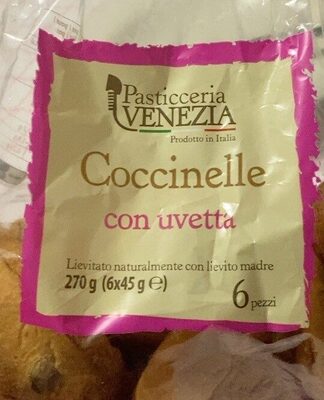 Pasticceria
VENEZIA
Prodotto in Italia
Coccinelle
con uvetta
Lievitato naturalmente con lievito madre
270 g (6x45 g ℮)
6 pezzi